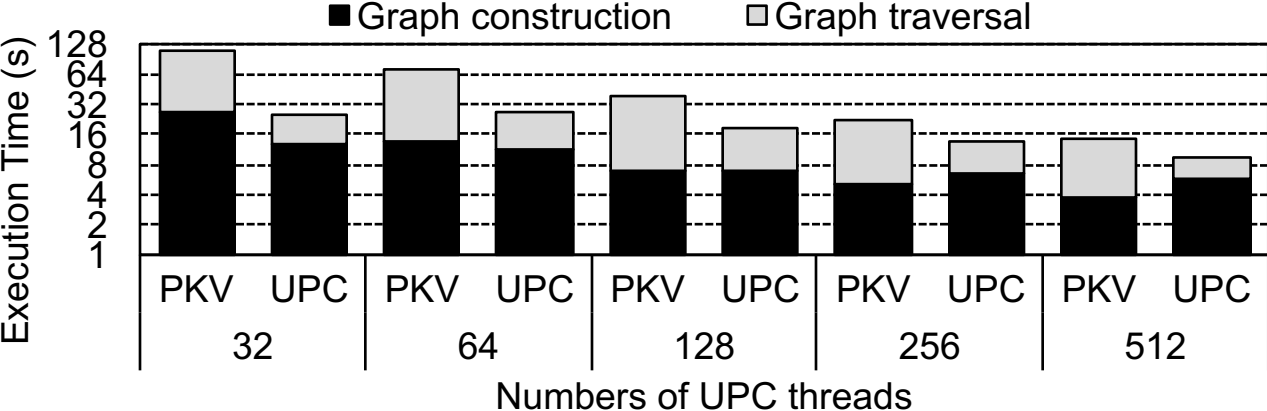 Graph construction Graph traversal
Execution Time (s)
128
64
32
16
8
4
2
1
PKV UPC PKV UPC PKV UPC PKV UPC PKV UPC
32 64 128 256 512
Numbers of UPC threads